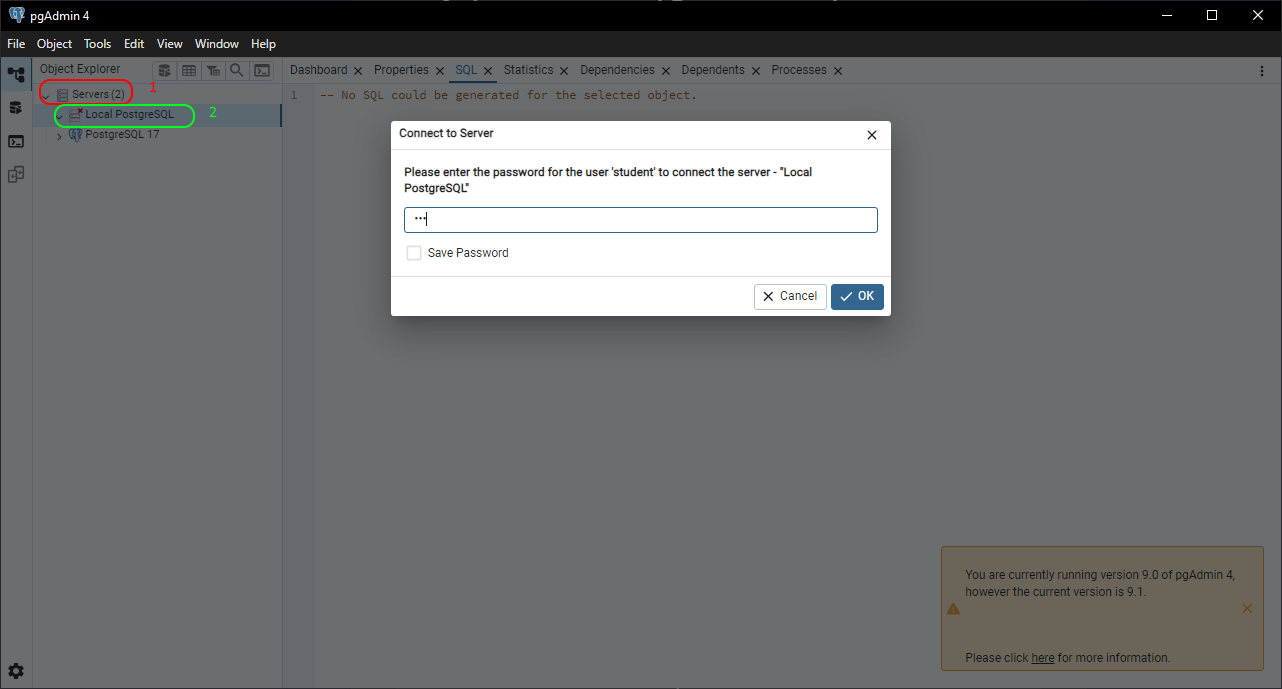 pgAdmin 4
File Object Tools Edit View Window Help
Object Explorer
Dashboard Properties SQL Statistics Dependencies Dependents Processes
Servers (2) 1
Local PostgreSQL 2
PostgreSQL 17
1 -- No SQL could be generated for the selected object.
Connect to Server
Please enter the password for the user 'student' to connect the server - "Local
PostgreSQL"
•••
Save Password
Cancel OK
You are currently running version 9.0 of pgAdmin 4,
however the current version is 9.1.
Please click here for more information.